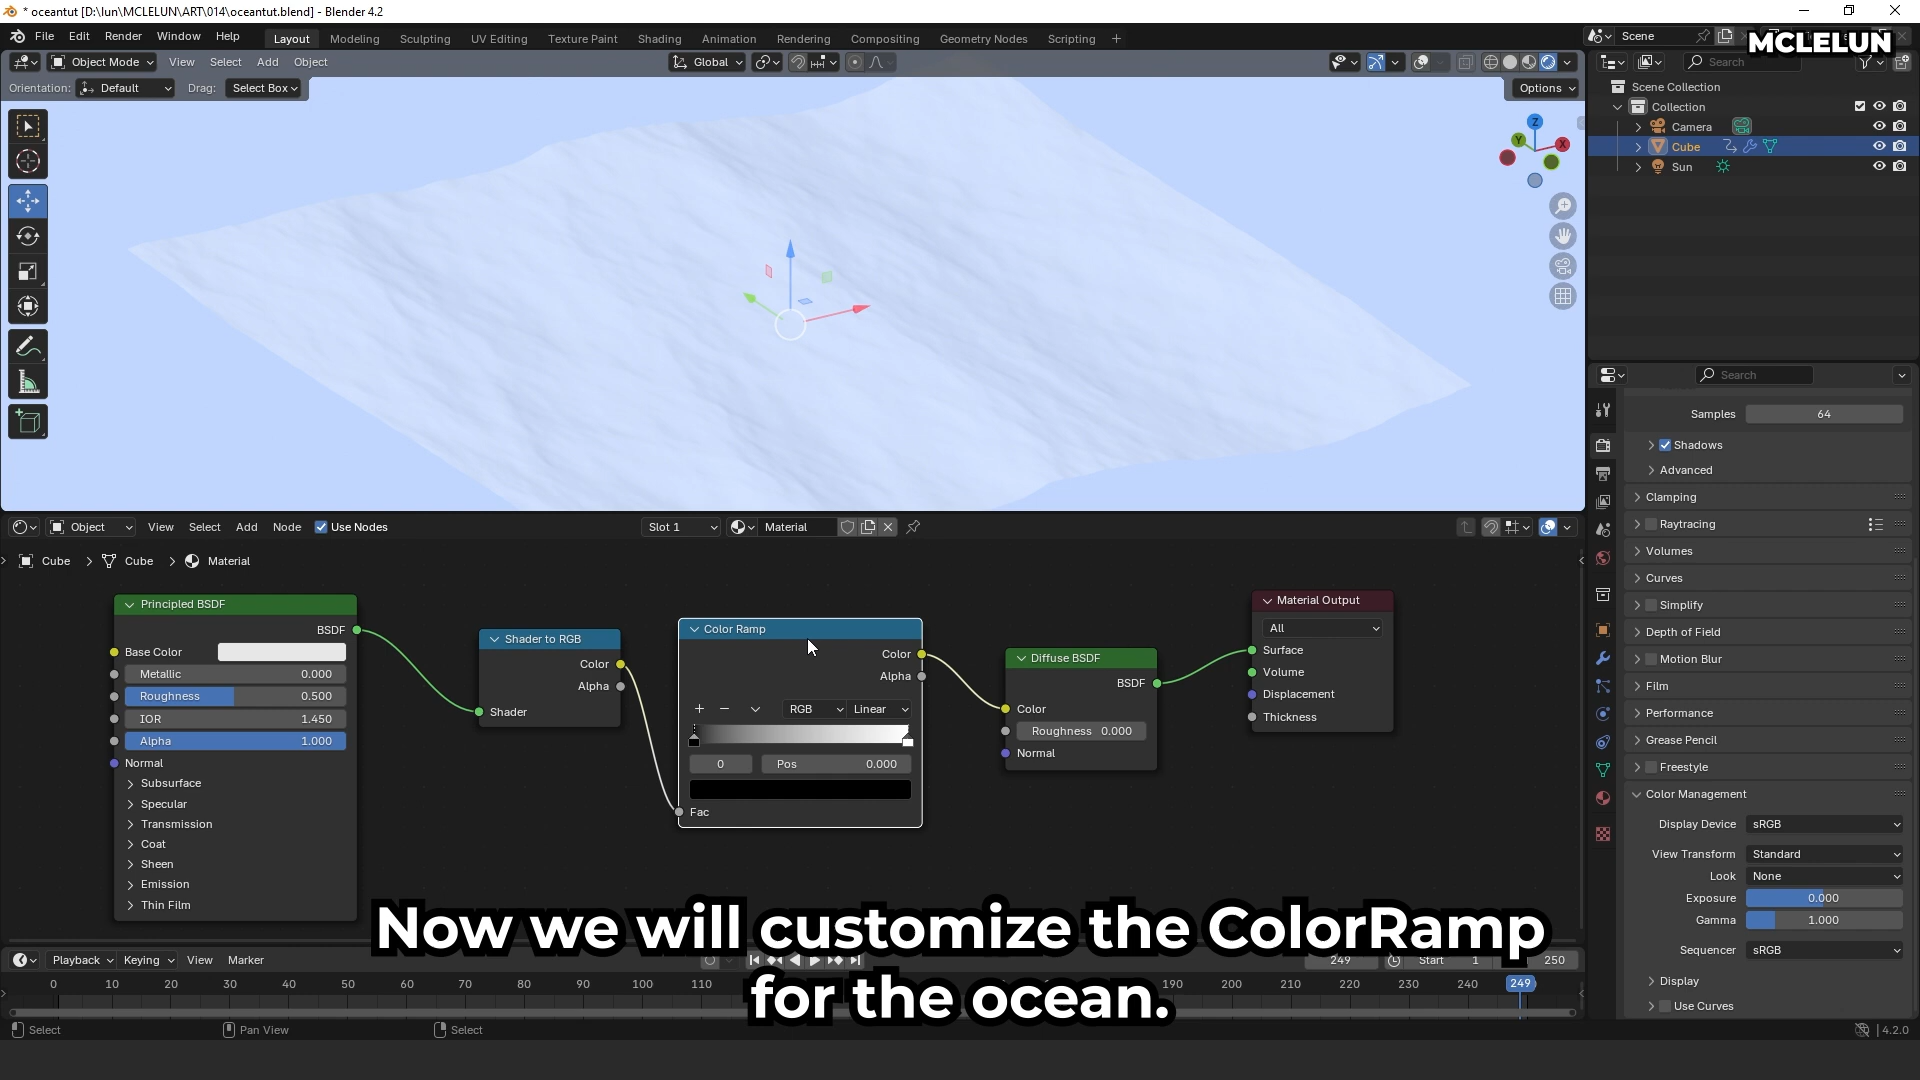 * oceantut [D:\lun\MCLELUN\ART\014\oceantut.blend] - Blender 4.2
File Edit Render Window Help Layout Modeling Sculpting UV Editing Texture Paint Shading Animation Rendering Compositing Geometry Nodes Scripting + Scene
MCLELUN
Object Mode View Select Add Object Global Search
Orientation: Default Drag: Select Box Options
Scene Collection
Collection
Camera
Cube
Sun
Z
Y
X
Search
Samples 64
Shadows
Advanced
Clamping
Raytracing
Volumes
Curves
Simplify
Depth of Field
Motion Blur
Film
Performance
Grease Pencil
Freestyle
Color Management
Display Device sRGB
View Transform Standard
Look None
Exposure 0.000
Gamma 1.000
Sequencer sRGB
Display
Use Curves
Object View Select Add Node Use Nodes Slot 1 Material
Cube > Cube > Material
Principled BSDF
BSDF
Base Color
Metallic 0.000
Roughness 0.500
IOR 1.450
Alpha 1.000
Normal
Subsurface
Specular
Transmission
Coat
Sheen
Emission
Thin Film
Shader to RGB
Color
Alpha
Shader
Color Ramp
Color
Alpha
RGB Linear
0 Pos 0.000
Fac
Diffuse BSDF
BSDF
Color
Roughness 0.000
Normal
Material Output
All
Surface
Volume
Displacement
Thickness
Now we will customize the ColorRamp
for the ocean.
Playback Keying View Marker 249 Start 1 250
0 10 20 30 40 50 60 70 80 90 100 110 190 200 210 220 230 240 249
Select Pan View Select 4.2.0